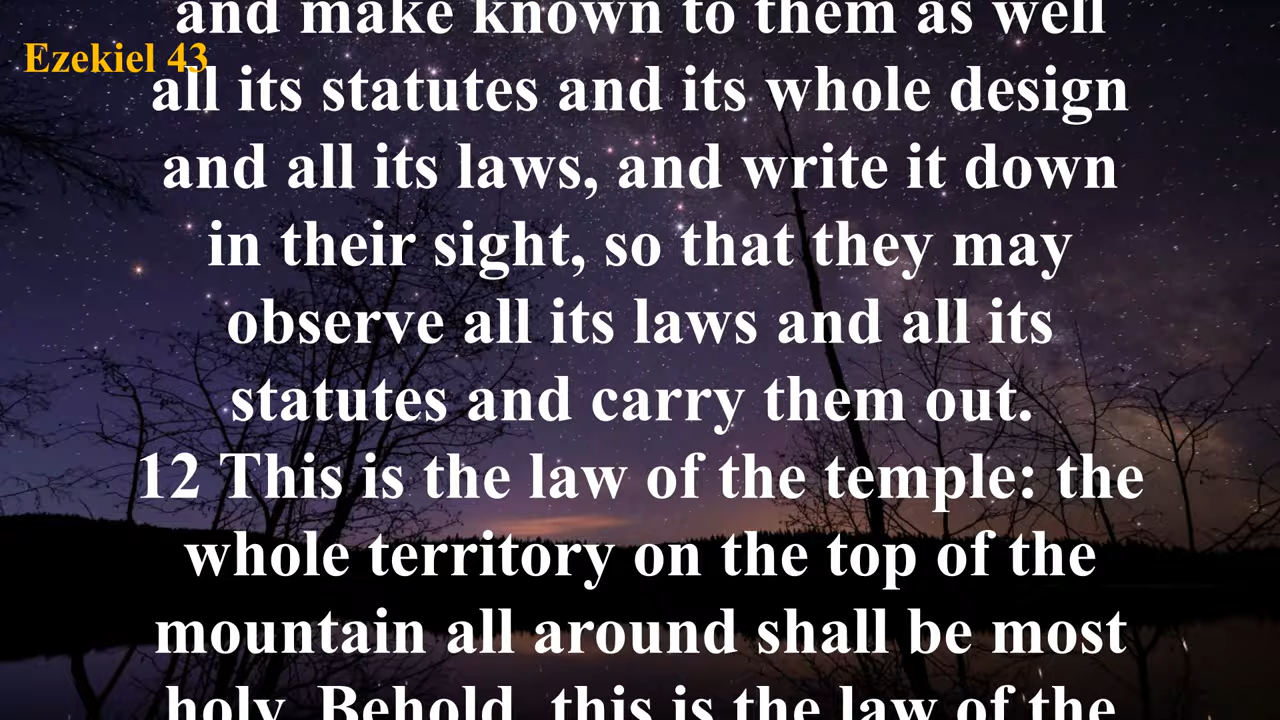 and make known to them as well
Ezekiel 43
all its statutes and its whole design
and all its laws, and write it down
in their sight, so that they may
observe all its laws and all its
statutes and carry them out.
12 This is the law of the temple: the
whole territory on the top of the
mountain all around shall be most
holy. Behold, this is the law of the